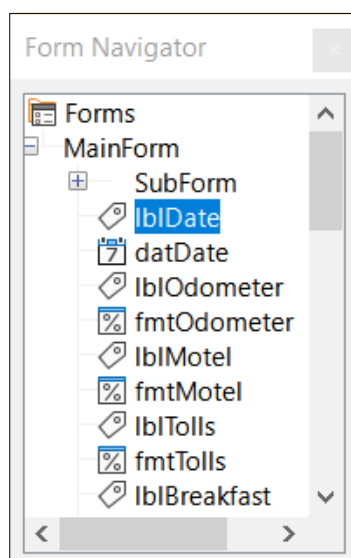 Form Navigator
Forms
MainForm
SubForm
lblDate
datDate
lblOdometer
fmtOdometer
lblMotel
fmtMotel
lblTolls
fmtTolls
lblBreakfast